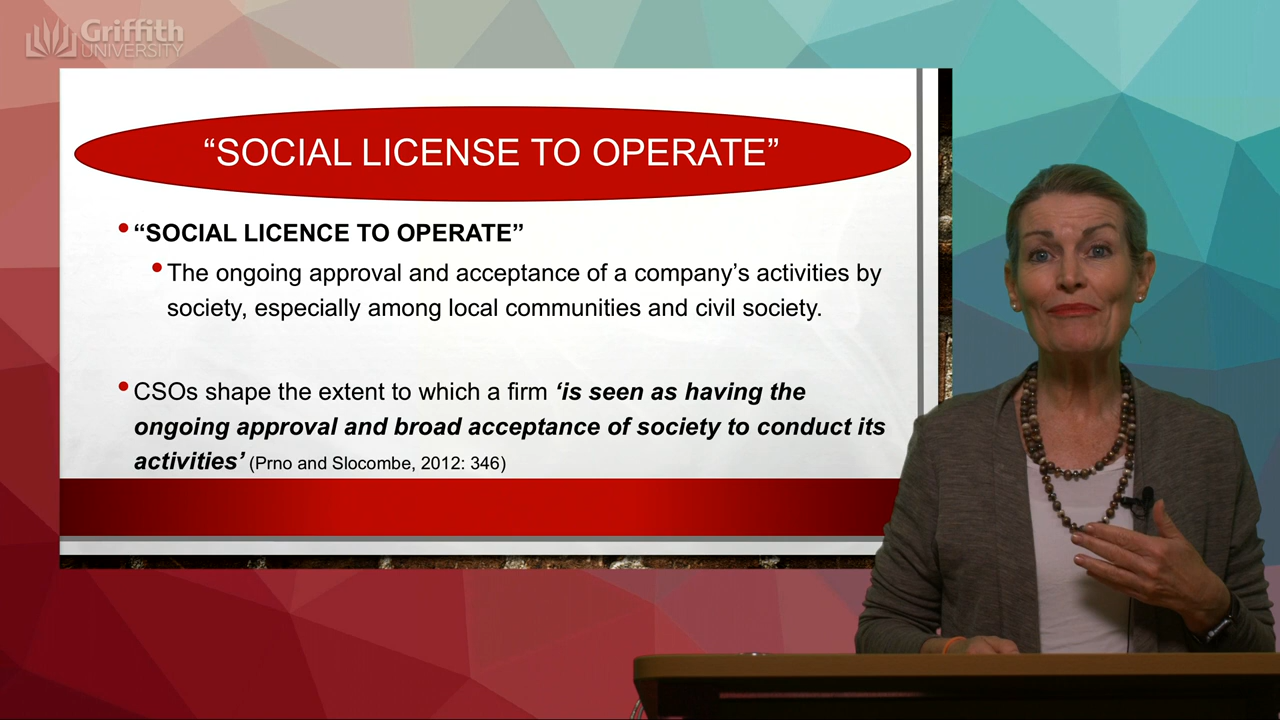 Griffith
UNIVERSITY
“SOCIAL LICENSE TO OPERATE”
• “SOCIAL LICENCE TO OPERATE”
• The ongoing approval and acceptance of a company’s activities by
society, especially among local communities and civil society.
• CSOs shape the extent to which a firm ‘is seen as having the
ongoing approval and broad acceptance of society to conduct its
activities’ (Prno and Slocombe, 2012: 346)